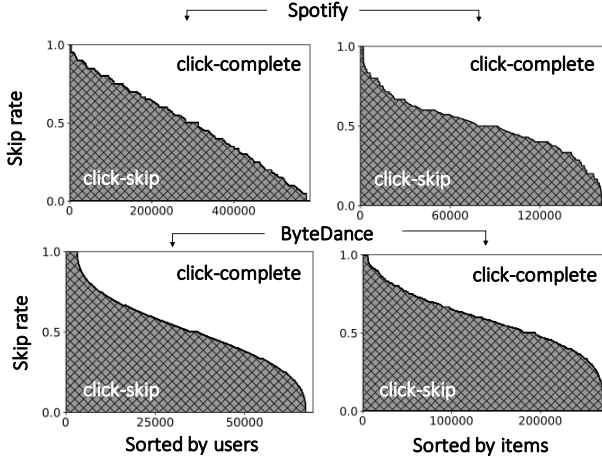 Spotify
Skip rate
1.0
0.5
1.0
click-complete
click-skip
0
200000
400000
1.0
0.5
0.0
click-complete
click-skip
0
60000
120000
ByteDance
Skip rate
1.0
0.5
0.0
click-complete
click-skip
0
25000
50000
Sorted by users
1.0
0.5
0.0
click-complete
click-skip
0
100000
200000
Sorted by items